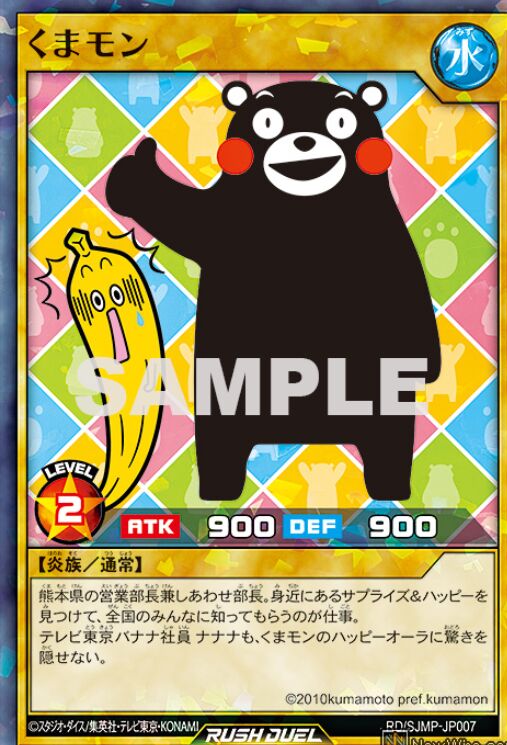 くまモン
水
SAMPLE
LEVEL
2
ATK 900 DEF 900
【炎族／通常】
熊本県の営業部長兼しあわせ部長。身近にあるサプライズ&ハッピーを
見つけて、全国のみんなに知ってもらうのが仕事。
テレビ東京バナナ社員 ナナナも、くまモンのハッピーオーラに驚きを
隠せない。
©2010kumamoto pref.kumamon
©スタジオ・ダイス/集英社・テレビ東京・KONAMI
RUSH DUEL
RD/SJMP-JP007